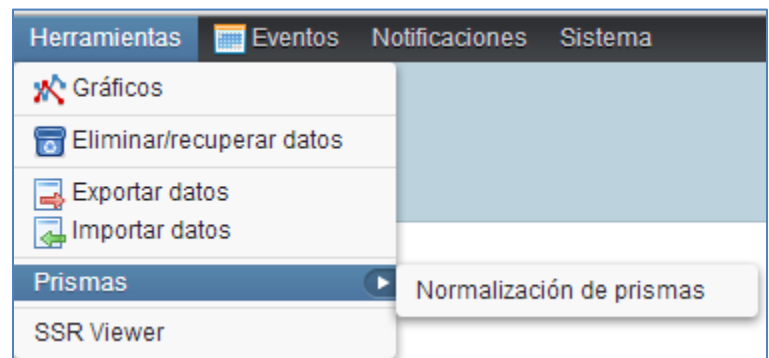 Herramientas Eventos Notificaciones Sistema
Gráficos
Eliminar/recuperar datos
Exportar datos
Importar datos
Prismas Normalización de prismas
SSR Viewer